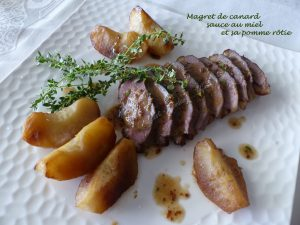 Magret de canard
sauce au miel
et sa pomme rôtie